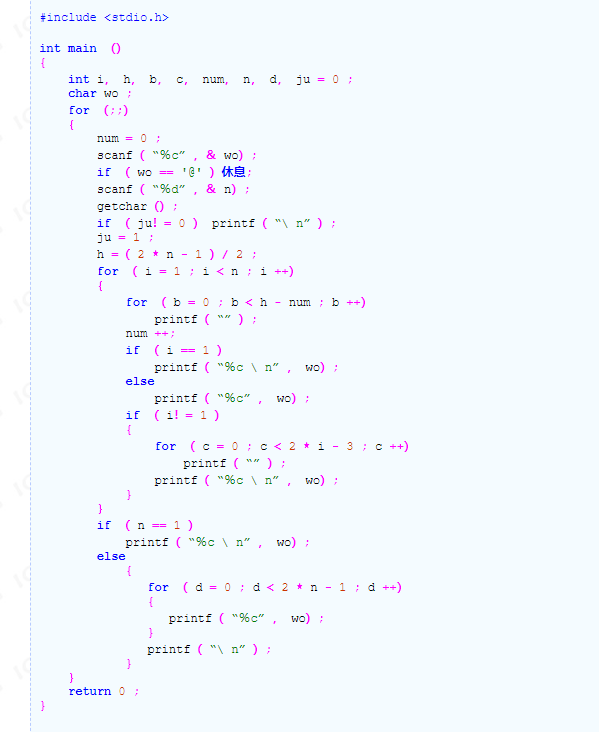 #include <stdio.h>
int main ()
{
int i, h, b, c, num, n, d, ju = 0 ;
char wo ;
for (;;)
{
num = 0 ;
scanf ( “%c” , & wo) ;
if ( wo == '@' ) 休息;
scanf ( “%d” , & n) ;
getchar () ;
if ( ju! = 0 ) printf ( “\ n” ) ;
ju = 1 ;
h = ( 2 * n - 1 ) / 2 ;
for ( i = 1 ; i < n ; i ++)
{
for ( b = 0 ; b < h - num ; b ++)
printf ( “” ) ;
num ++;
if ( i == 1 )
printf ( “%c \ n” , wo) ;
else
printf ( “%c” , wo) ;
if ( i! = 1 )
{
for ( c = 0 ; c < 2 * i - 3 ; c ++)
printf ( “” ) ;
printf ( “%c \ n” , wo) ;
}
}
if ( n == 1 )
printf ( “%c \ n” , wo) ;
else
{
for ( d = 0 ; d < 2 * n - 1 ; d ++)
{
printf ( “%c” , wo) ;
}
printf ( “\ n” ) ;
}
}
return 0 ;
}